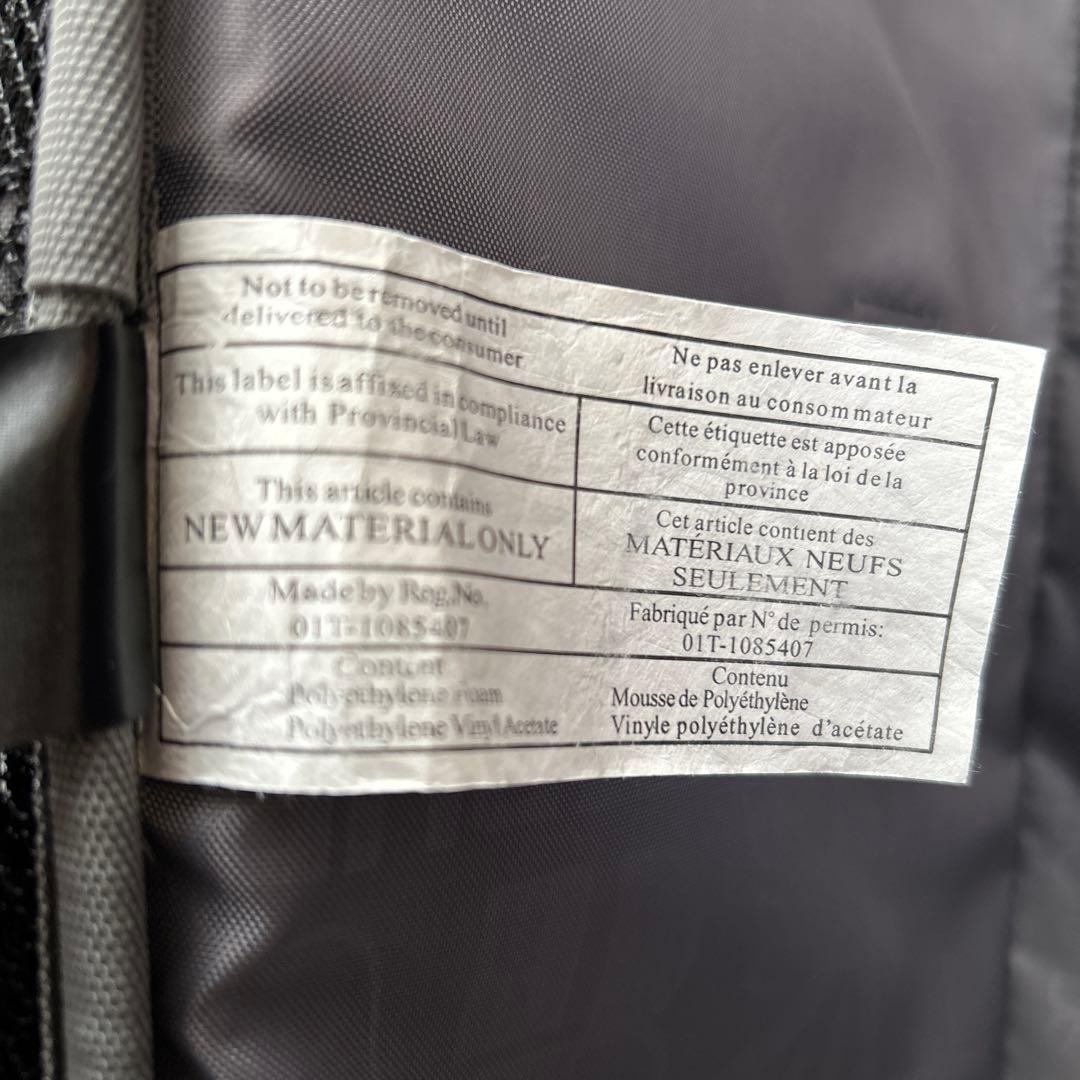 Not to be removed until
delivered to the consumer
Ne pas enlever avant la
livraison au consommateur
This label is affixed in compliance
with Provincial Law
Cette étiquette est apposée
conformément à la loi de la
province
This article contains
NEW MATERIAL ONLY
Cet article contient des
MATÉRIAUX NEUFS
SEULEMENT
Made by Reg. No.
01T-1085407
Fabriqué par N° de permis:
01T-1085407
Content
Polyethylene Foam
Polyethylene Vinyl Acetate
Contenu
Mousse de Polyéthylène
Vinyle polyéthylène d'acétate